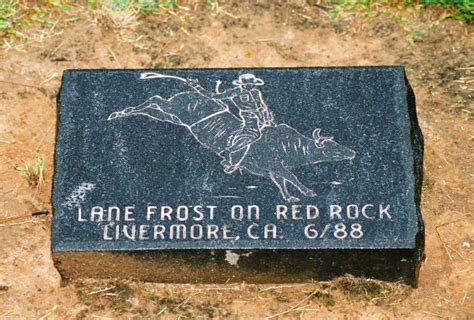 LANE FROST ON RED ROCK
LIVERMORE, CA. 6/88